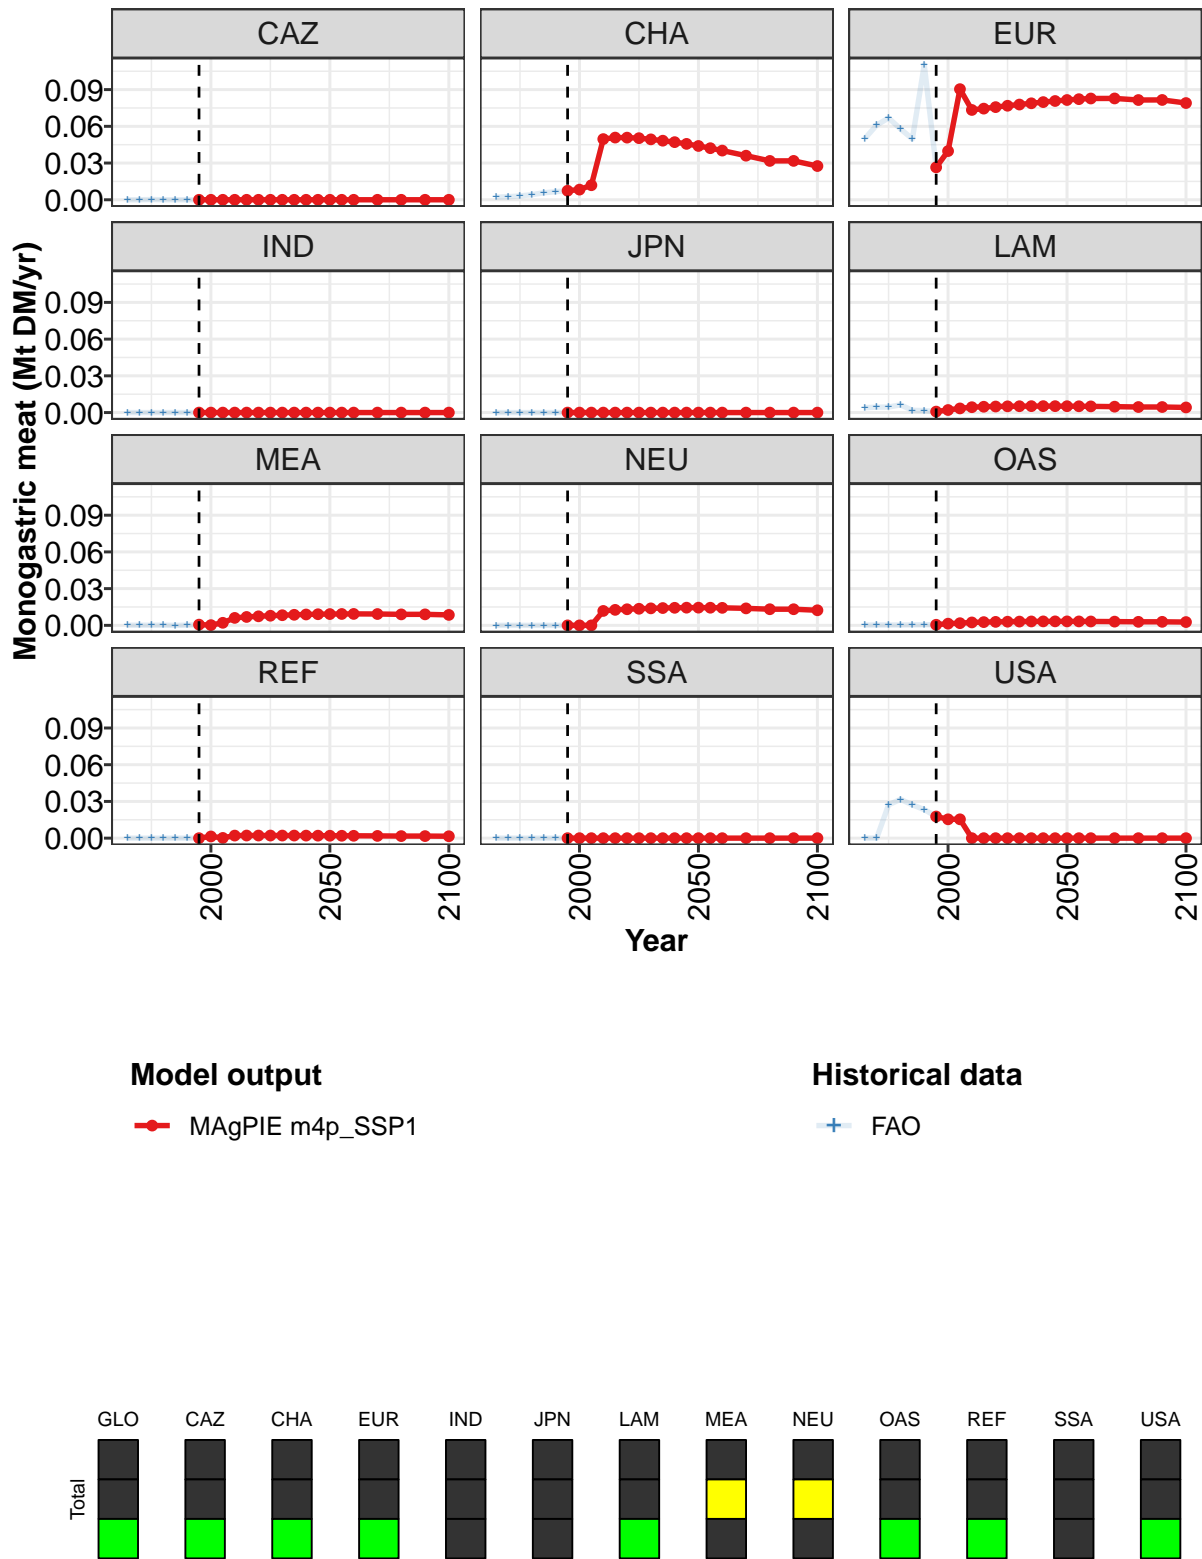 CAZ CHA EUR
0.09
0.06
0.03
0.00
IND JPN LAM
0.09
0.06
0.03
0.00
MEA NEU OAS
0.09
0.06
0.03
0.00
REF SSA USA
0.09
0.06
0.03
0.00
Monogastric meat (Mt DM/yr)
2000 2050 2100 2000 2050 2100 2000 2050 2100
Year
Model output Historical data
MAgPIE m4p_SSP1 FAO
GLO CAZ CHA EUR IND JPN LAM MEA NEU OAS REF SSA USA
Total